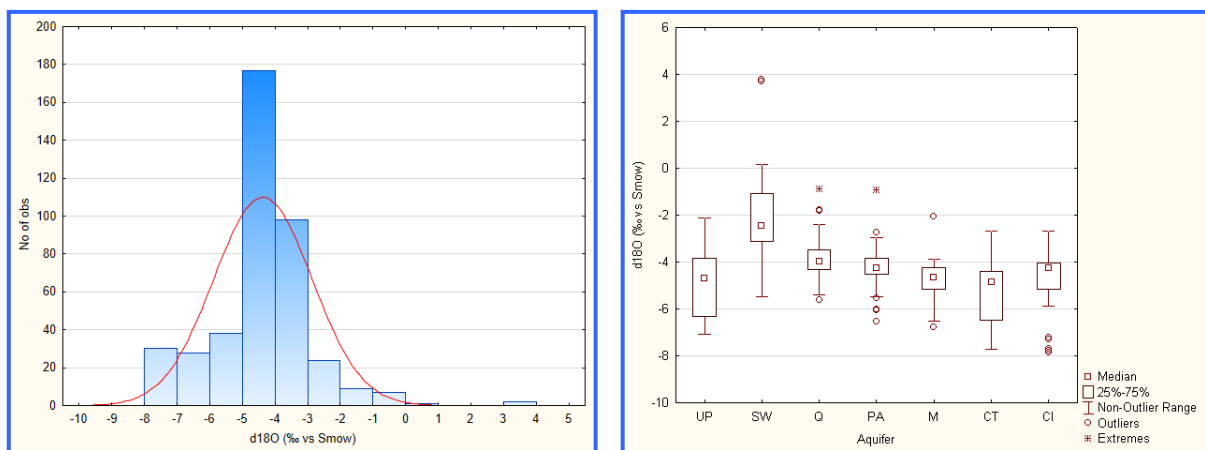 200
180
160
140
120
100
80
60
40
20
0
No of obs
-10 -9 -8 -7 -6 -5 -4 -3 -2 -1 0 1 2 3 4 5
d18O (‰ vs Smow)
6
4
2
0
-2
-4
-6
-8
-10
d18O (‰ vs Smow)
UP SW Q PA M CT CI
Aquifer
Median
25%-75%
Non-Outlier Range
Outliers
Extremes